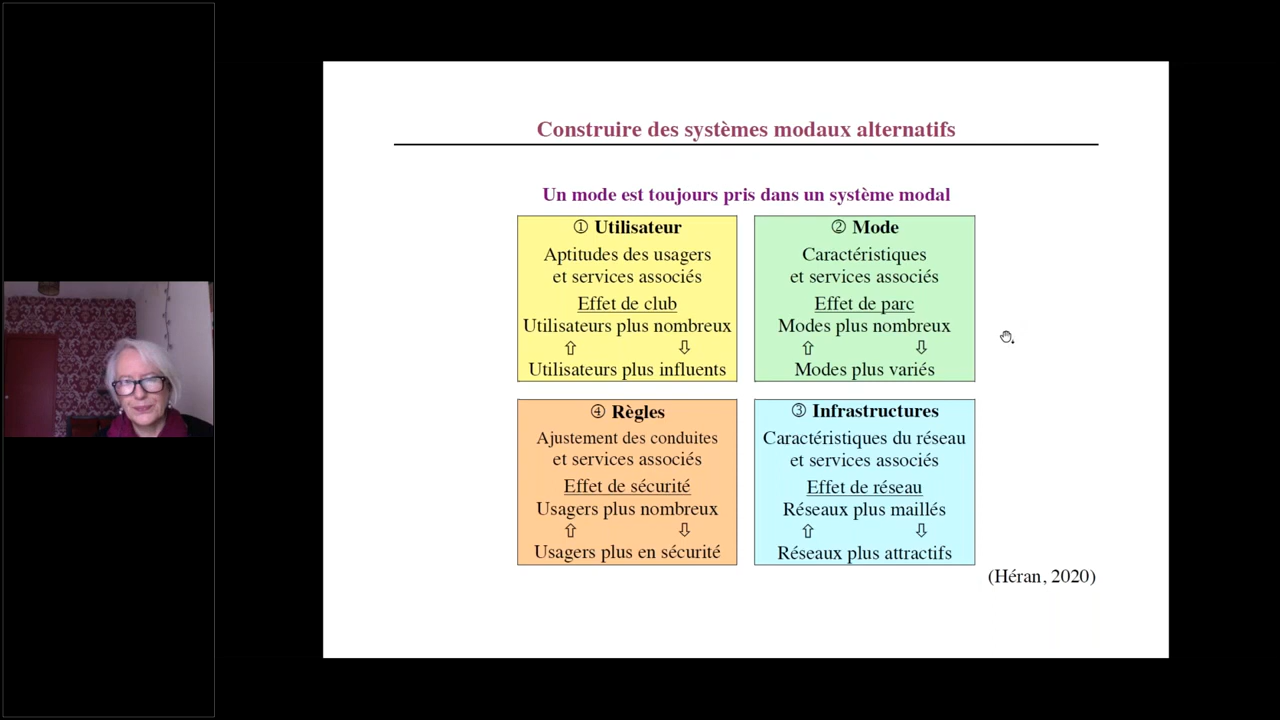 Construire des systèmes modaux alternatifs
Un mode est toujours pris dans un système modal
① Utilisateur
Aptitudes des usagers
et services associés
Effet de club
Utilisateurs plus nombreux
⇧ ⇩
Utilisateurs plus influents
② Mode
Caractéristiques
et services associés
Effet de parc
Modes plus nombreux
⇧ ⇩
Modes plus variés
④ Règles
Ajustement des conduites
et services associés
Effet de sécurité
Usagers plus nombreux
⇧ ⇩
Usagers plus en sécurité
③ Infrastructures
Caractéristiques du réseau
et services associés
Effet de réseau
Réseaux plus maillés
⇧ ⇩
Réseaux plus attractifs
(Héran, 2020)